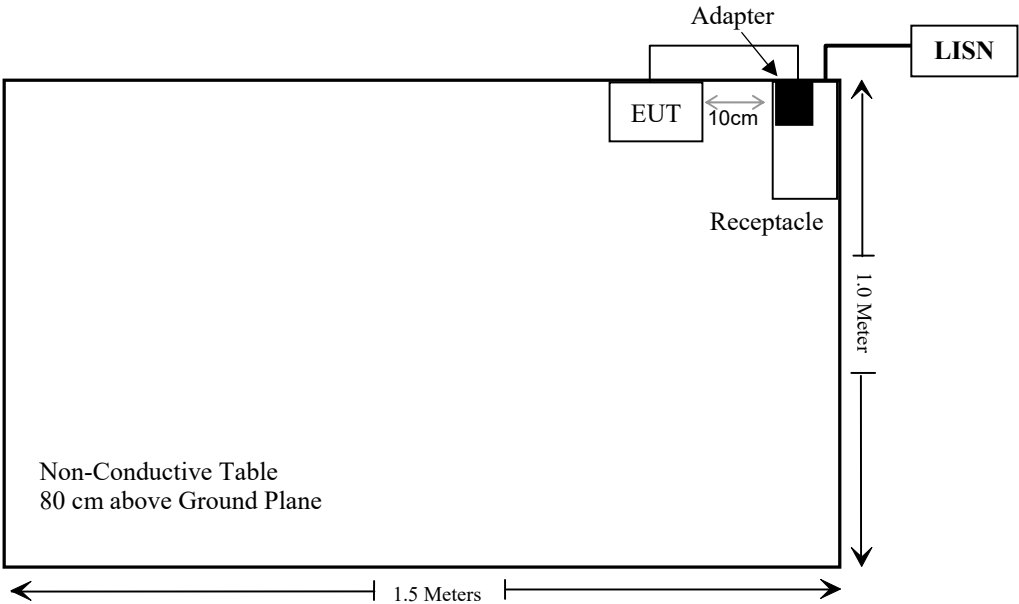 Adapter
LISN
EUT
10cm
Receptacle
1.0 Meter
Non-Conductive Table
80 cm above Ground Plane
1.5 Meters